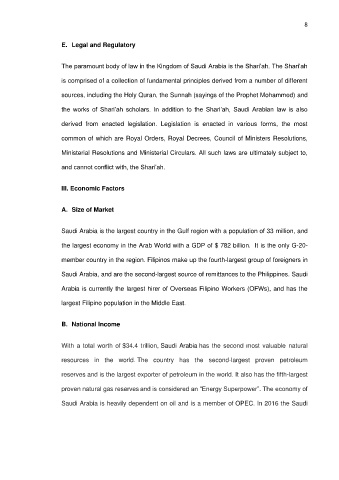 8
E. Legal and Regulatory
The paramount body of law in the Kingdom of Saudi Arabia is the Shari'ah. The Shari'ah
is comprised of a collection of fundamental principles derived from a number of different
sources, including the Holy Quran, the Sunnah (sayings of the Prophet Mohammed) and
the works of Shari'ah scholars. In addition to the Shari'ah, Saudi Arabian law is also
derived from enacted legislation. Legislation is enacted in various forms, the most
common of which are Royal Orders, Royal Decrees, Council of Ministers Resolutions,
Ministerial Resolutions and Ministerial Circulars. All such laws are ultimately subject to,
and cannot conflict with, the Shari'ah.
III. Economic Factors
A. Size of Market
Saudi Arabia is the largest country in the Gulf region with a population of 33 million, and
the largest economy in the Arab World with a GDP of $ 782 billion. It is the only G-20-
member country in the region. Filipinos make up the fourth-largest group of foreigners in
Saudi Arabia, and are the second-largest source of remittances to the Philippines. Saudi
Arabia is currently the largest hirer of Overseas Filipino Workers (OFWs), and has the
largest Filipino population in the Middle East.
B. National Income
With a total worth of $34.4 trillion, Saudi Arabia has the second most valuable natural
resources in the world. The country has the second-largest proven petroleum
reserves and is the largest exporter of petroleum in the world. It also has the fifth-largest
proven natural gas reserves and is considered an "Energy Superpower". The economy of
Saudi Arabia is heavily dependent on oil and is a member of OPEC. In 2016 the Saudi